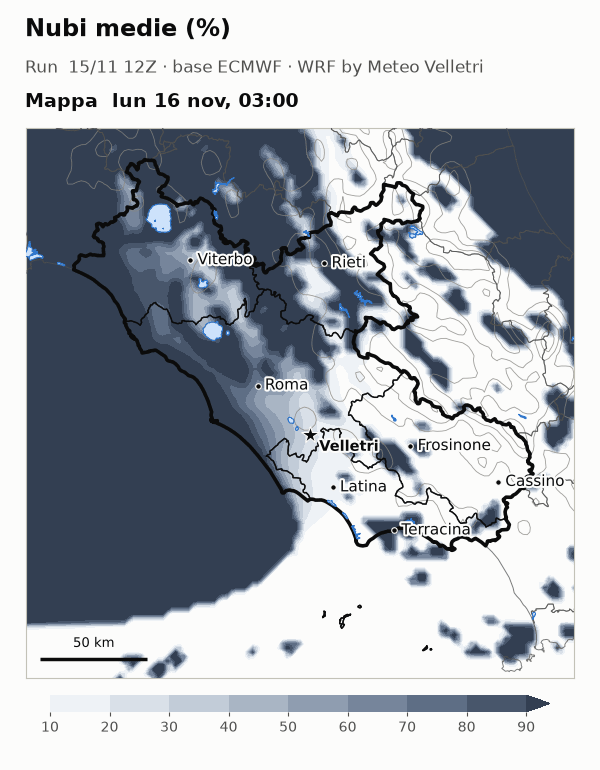 Nubi medie (%)
Run 15/11 12Z · base ECMWF · WRF by Meteo Velletri
Mappa lun 16 nov, 03:00
Viterbo
Rieti
Roma
Velletri
Frosinone
Latina
Cassino
Terracina
50 km
10 20 30 40 50 60 70 80 90